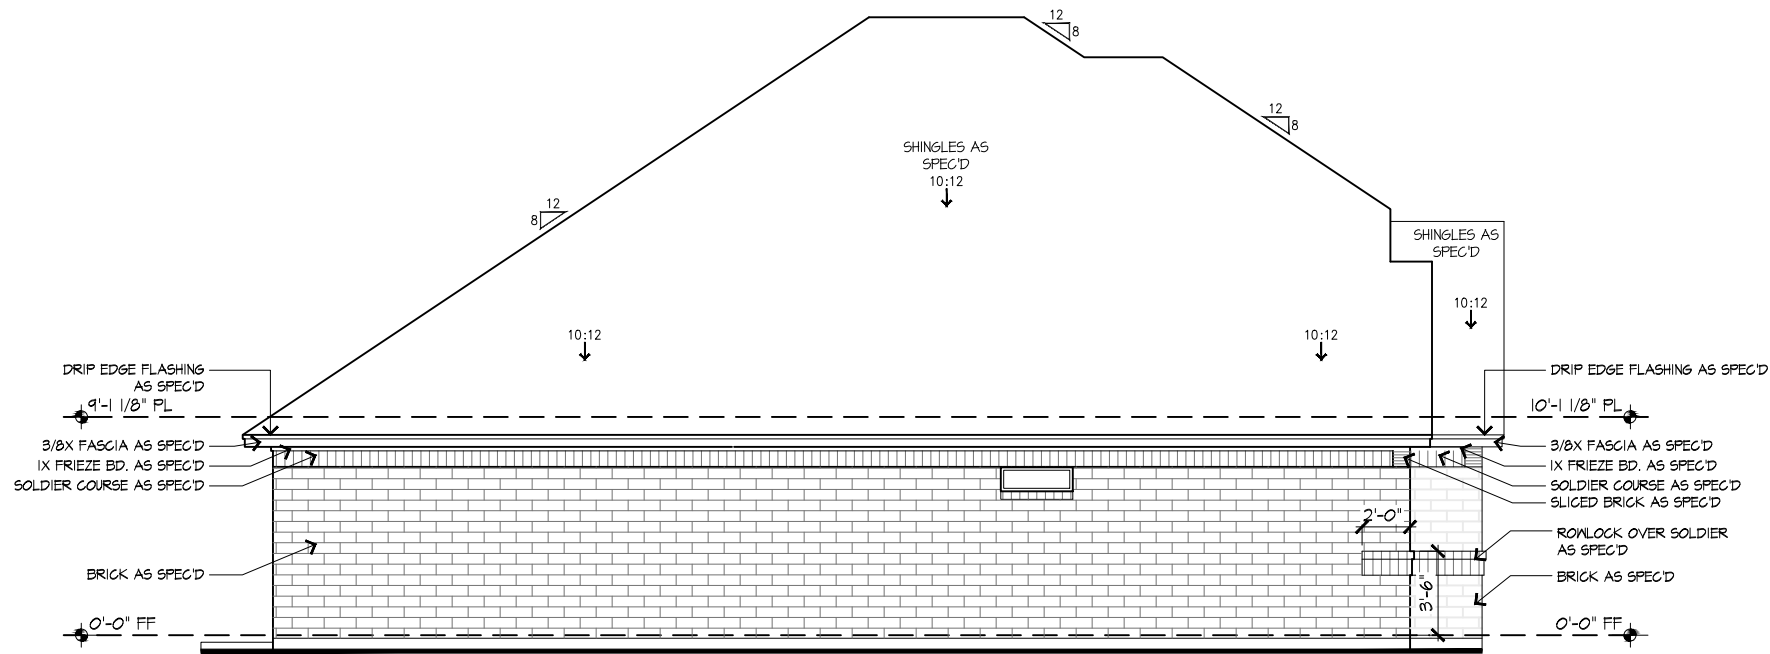 12
8
12
8
SHINGLES AS
SPEC'D
10:12
12
8
SHINGLES AS
SPEC'D
10:12
10:12
10:12
DRIP EDGE FLASHING
AS SPEC'D
9'-1 1/8" PL
3/8X FASCIA AS SPEC'D
1X FRIEZE BD. AS SPEC'D
SOLDIER COURSE AS SPEC'D
BRICK AS SPEC'D
0'-0" FF
DRIP EDGE FLASHING AS SPEC'D
10'-1 1/8" PL
3/8X FASCIA AS SPEC'D
1X FRIEZE BD. AS SPEC'D
SOLDIER COURSE AS SPEC'D
SLICED BRICK AS SPEC'D
2'-0"
ROWLOCK OVER SOLDIER
AS SPEC'D
BRICK AS SPEC'D
3'-6"
0'-0" FF